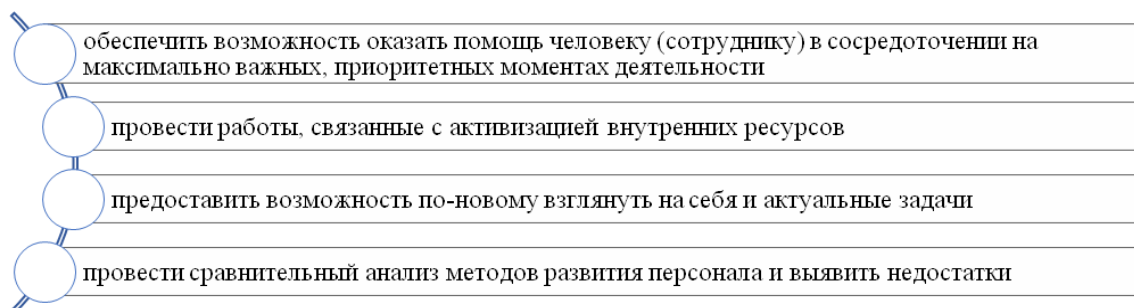 обеспечить возможность оказать помощь человеку (сотруднику) в сосредоточении на
максимально важных, приоритетных моментах деятельности
провести работы, связанные с активизацией внутренних ресурсов
предоставить возможность по-новому взглянуть на себя и актуальные задачи
провести сравнительный анализ методов развития персонала и выявить недостатки